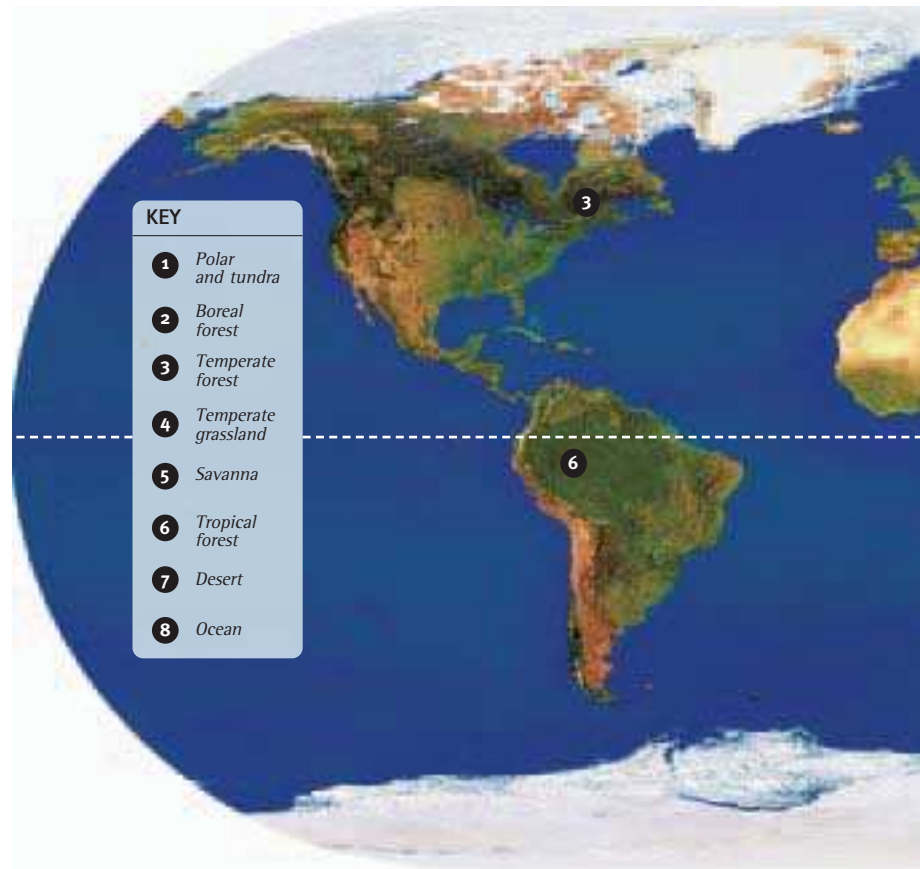 3
KEY
1 Polar
and tundra
2 Boreal
forest
3 Temperate
forest
4 Temperate
grassland
5 Savanna
6 Tropical
forest
7 Desert
8 Ocean
6